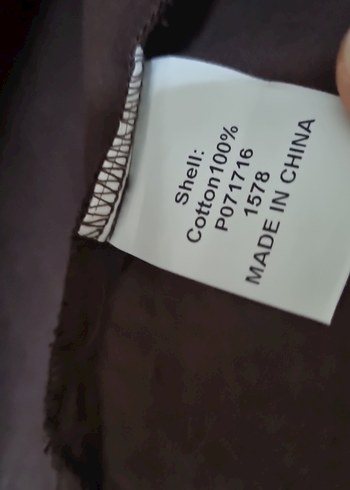 Shell:
Cotton100%
P071716
1578
MADE IN CHINA